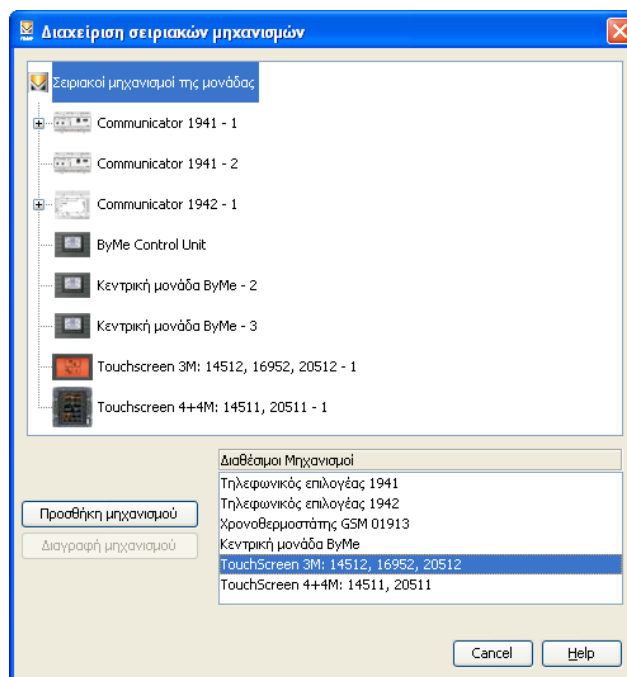 Διαχείριση σειριακών μηχανισμών
Σειριακοί μηχανισμοί της μονάδας
Communicator 1941 - 1
Communicator 1941 - 2
Communicator 1942 - 1
ByMe Control Unit
Κεντρική μονάδα ByMe - 2
Κεντρική μονάδα ByMe - 3
Touchscreen 3M: 14512, 16952, 20512 - 1
Touchscreen 4+4M: 14511, 20511 - 1
Διαθέσιμοι Μηχανισμοί
Τηλεφωνικός επιλογέας 1941
Τηλεφωνικός επιλογέας 1942
Χρονοθερμοστάτης GSM 01913
Κεντρική μονάδα ByMe
TouchScreen 3M: 14512, 16952, 20512
TouchScreen 4+4M: 14511, 20511
Προσθήκη μηχανισμού
Διαγραφή μηχανισμού
Cancel
Help